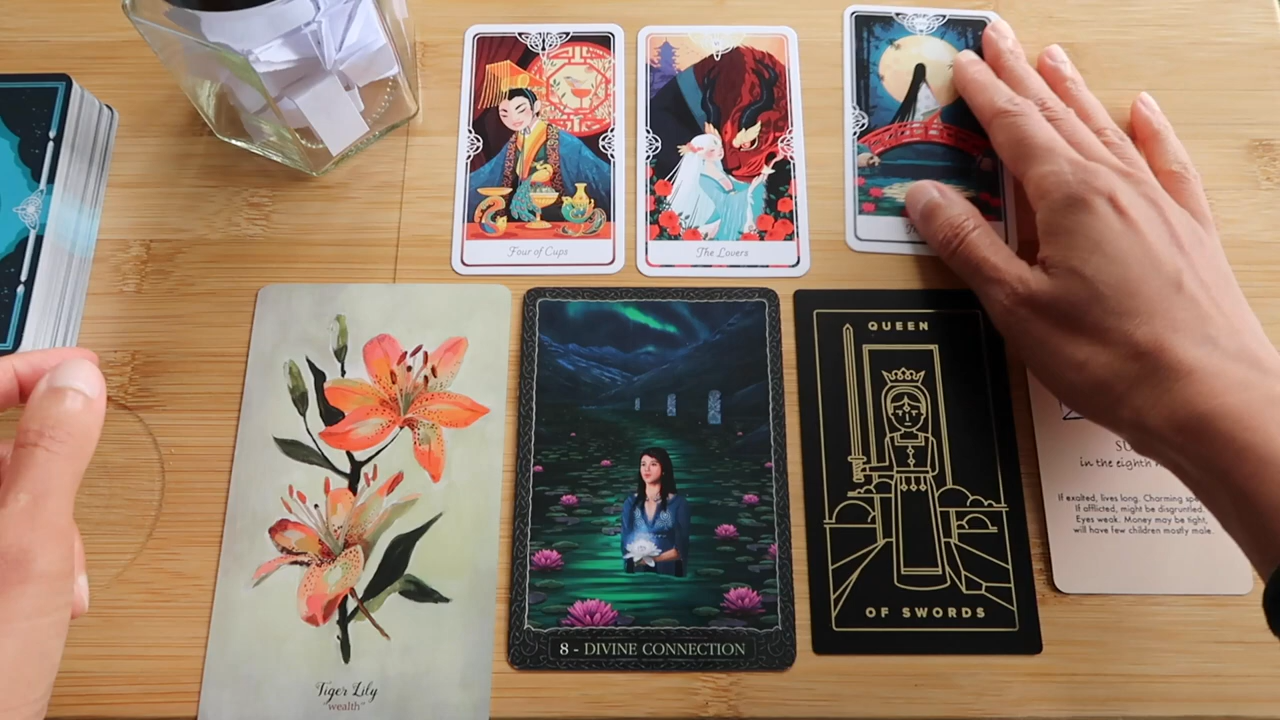 Four of Cups
The Lovers
QUEEN
OF SWORDS
8 - DIVINE CONNECTION
Tiger Lily
wealth
in the eighth
If exalted, lives long. Charming
If afflicted, might be disgruntled.
Eyes weak. Money may be tight,
will have few children mostly male.